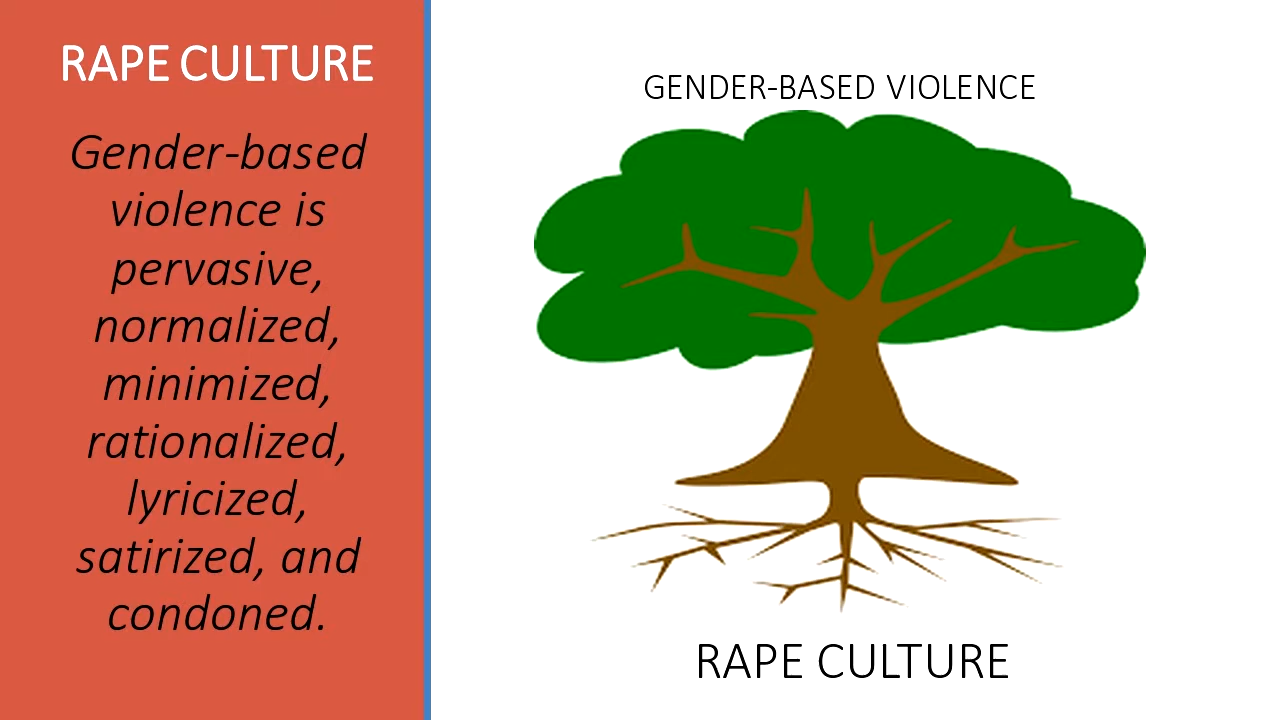 RAPE CULTURE
Gender-based
violence is
pervasive,
normalized,
minimized,
rationalized,
lyricized,
satirized, and
condoned.
GENDER-BASED VIOLENCE
RAPE CULTURE